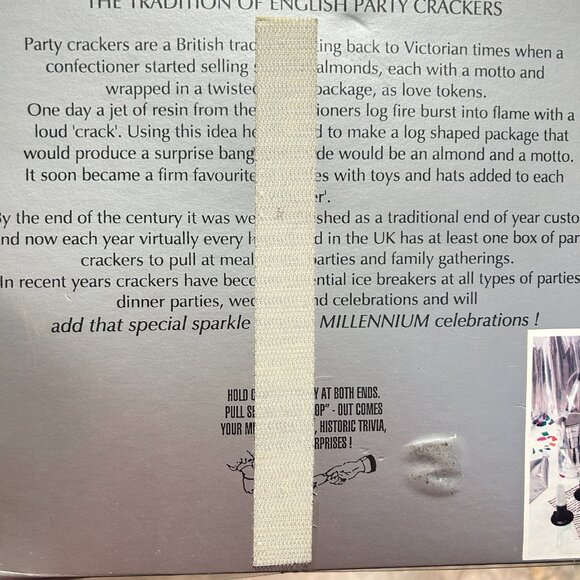 THE TRADITION OF ENGLISH PARTY CRACKERS
Party crackers are a British trad king back to Victorian times when a
confectioner started selling s almonds, each with a motto and
wrapped in a twisted package, as love tokens.
One day a jet of resin from the tioners log fire burst into flame with a
loud 'crack'. Using this idea he d to make a log shaped package that
would produce a surprise bang de would be an almond and a motto.
It soon became a firm favourite es with toys and hats added to each
er'.
By the end of the century it was we shed as a traditional end of year custo
nd now each year virtually every h d in the UK has at least one box of par
crackers to pull at meal parties and family gatherings.
In recent years crackers have beco ential ice breakers at all types of parties
dinner parties, wed nd celebrations and will
add that special sparkle MILLENNIUM celebrations !
HOLD Y AT BOTH ENDS.
PULL SH OP" - OUT COMES
YOUR M , HISTORIC TRIVIA,
RPRISES !